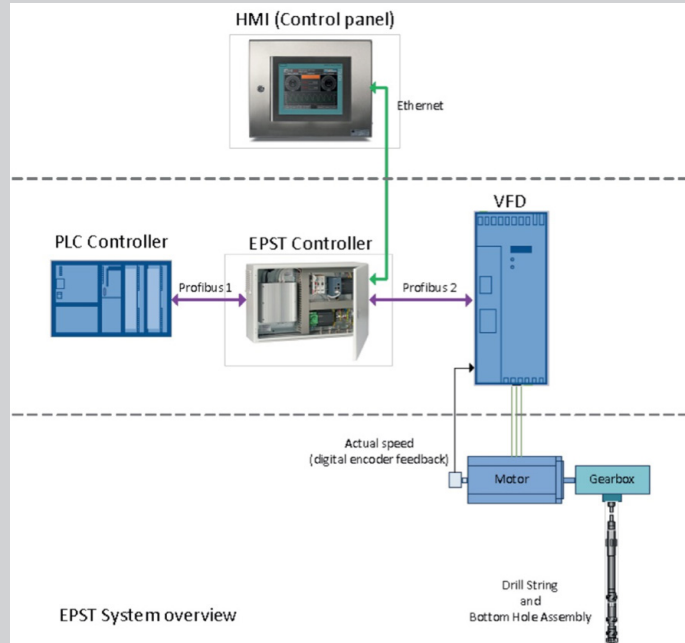 HMI (Control panel)
Ethernet
VFD
PLC Controller
EPST Controller
Profibus 1
Profibus 2
Actual speed
(digital encoder feedback)
Motor
Gearbox
Drill String
and
Bottom Hole Assembly
EPST System overview